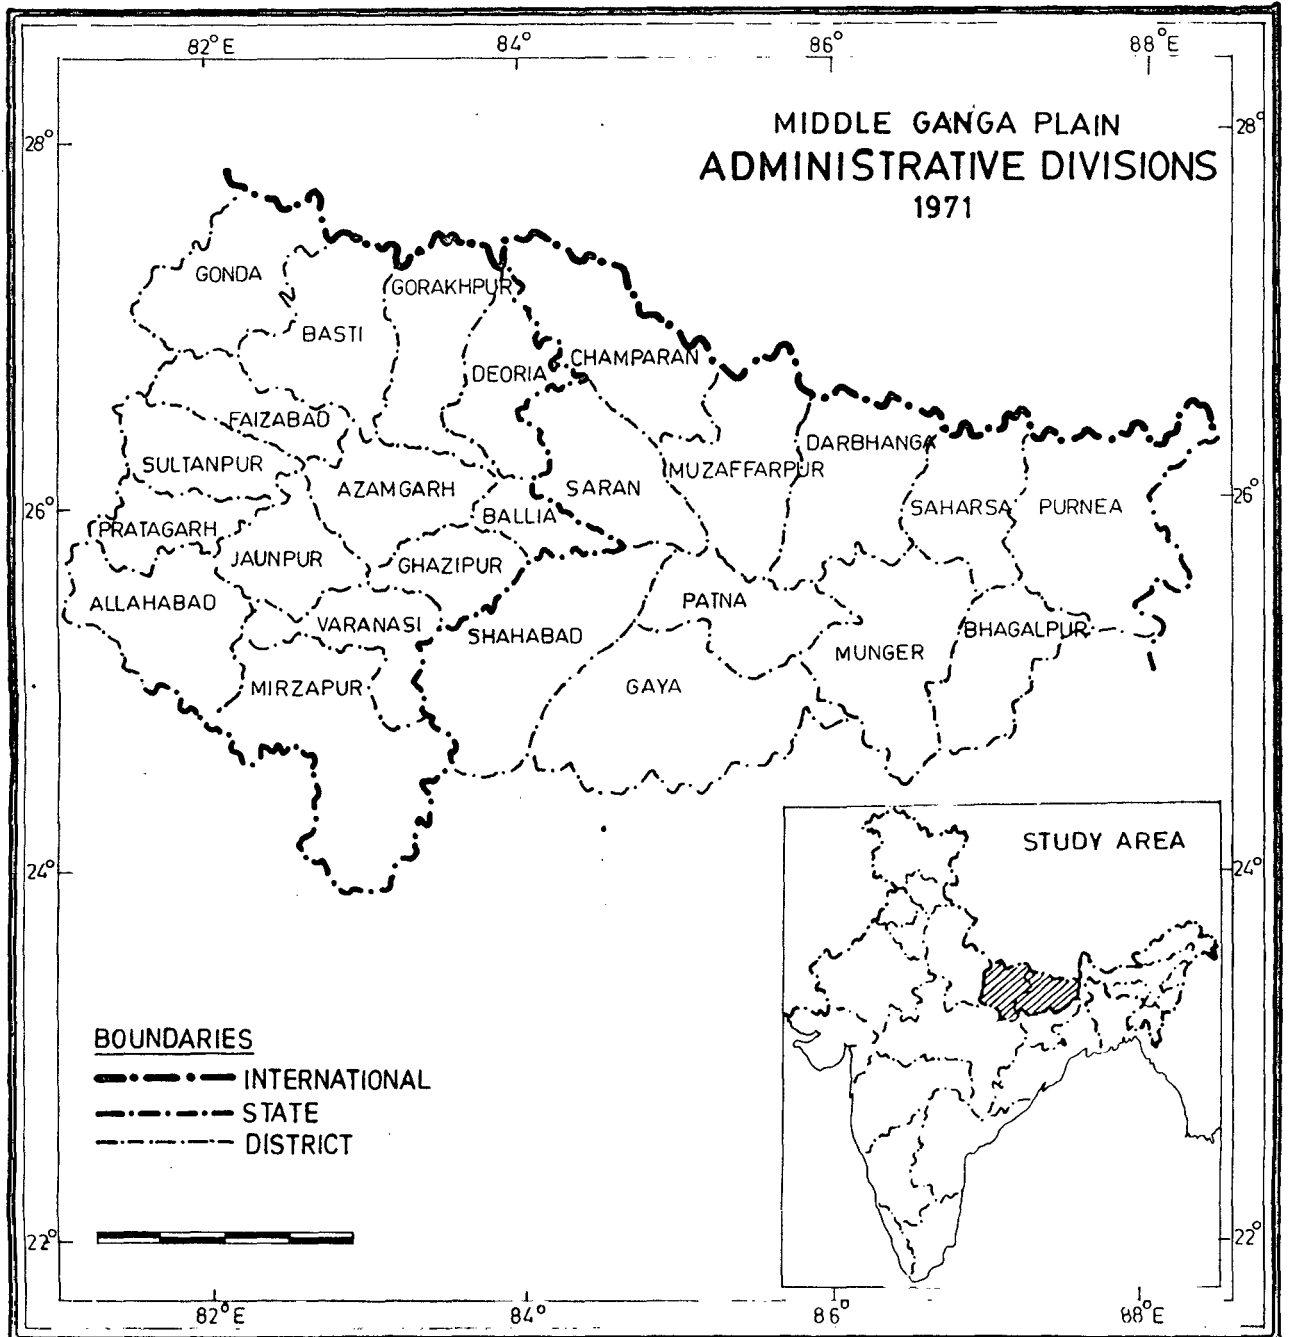 82°E 84° 86° 88°E
MIDDLE GANGA PLAIN
ADMINISTRATIVE DIVISIONS
1971
28° 28°
GONDA
GORAKHPUR
BASTI
CHAMPARAN
DEORIA
FAIZABAD
DARBHANGA
SULTANPUR
MUZAFFARPUR
AZAMGARH
SARAN
26° 26°
SAHARSA
PURNEA
BALLIA
PRATAGARH
JAUNPUR
GHAZIPUR
ALLAHABAD
PATNA
VARANASI
SHAHABAD
BHAGALPUR
MUNGER
MIRZAPUR
GAYA
STUDY AREA
24° 24°
BOUNDARIES
INTERNATIONAL
STATE
DISTRICT
22° 22°
82°E 84° 86° 88°E